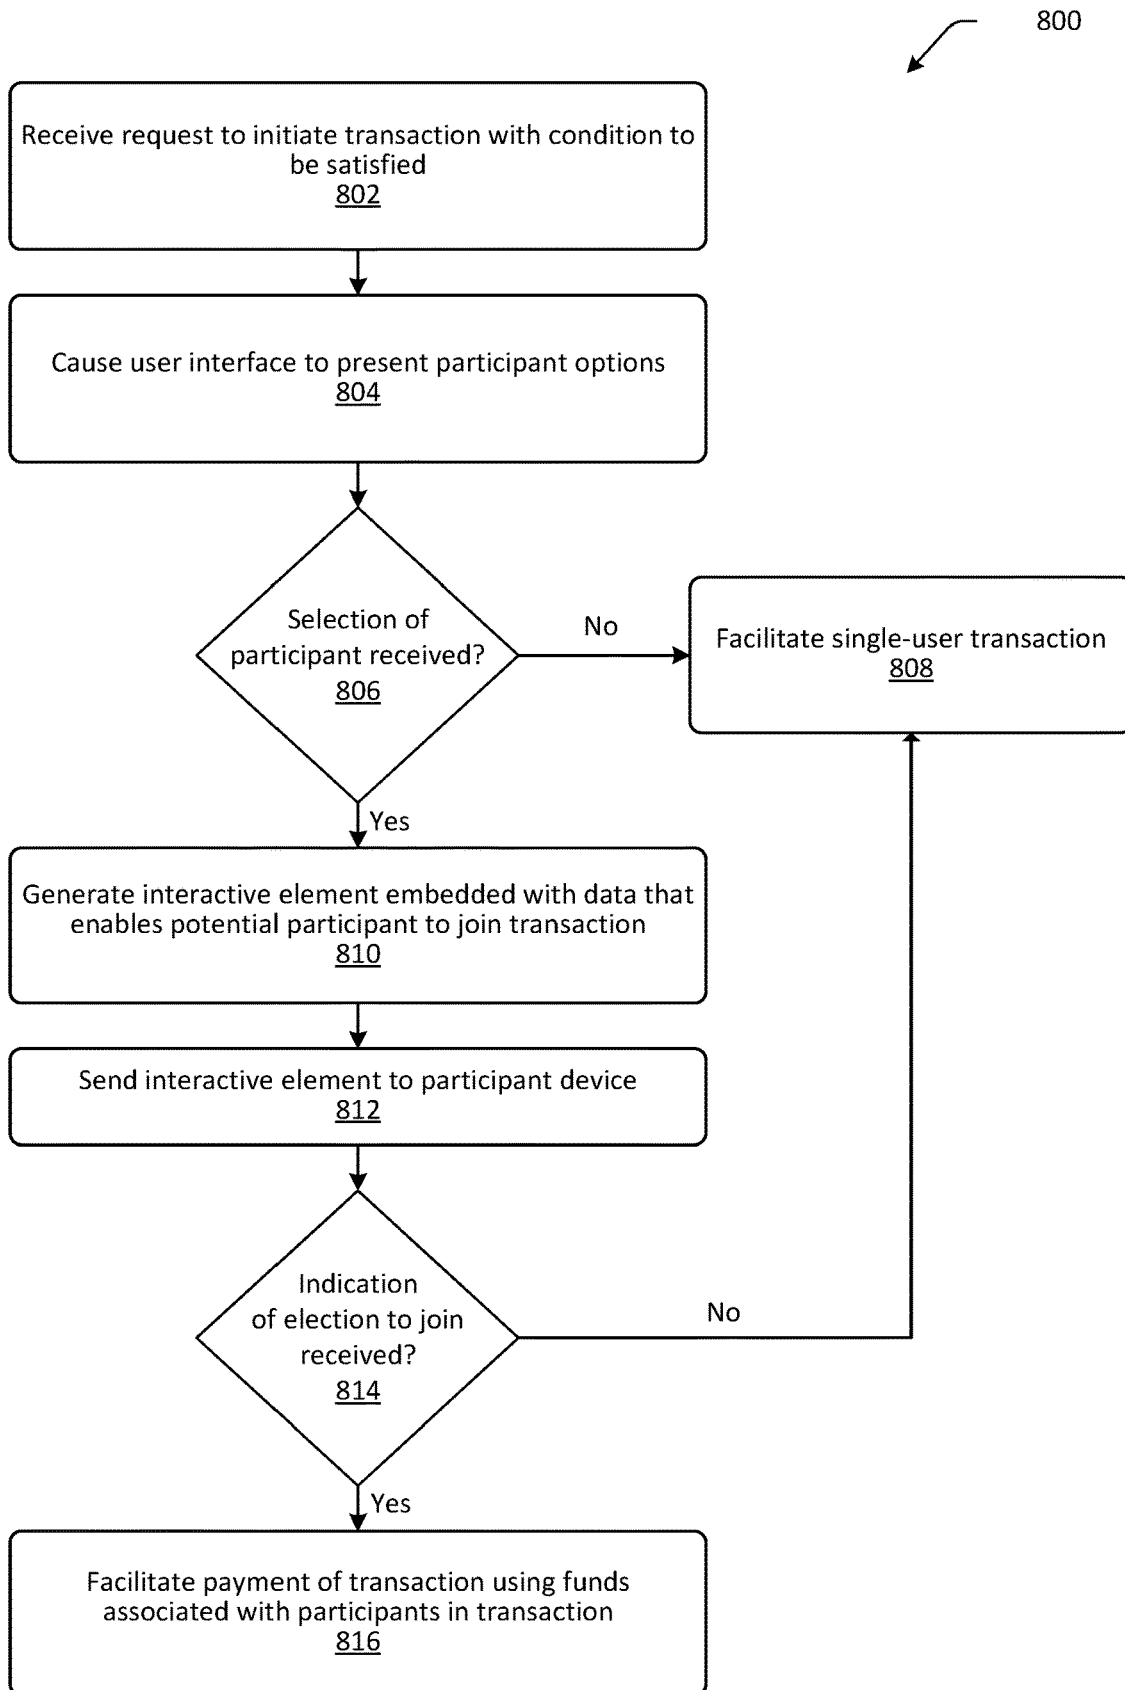 800
Receive request to initiate transaction with condition to
be satisfied
802
Cause user interface to present participant options
804
Selection of
participant received?
806
No
Facilitate single-user transaction
808
Yes
Generate interactive element embedded with data that
enables potential participant to join transaction
810
Send interactive element to participant device
812
Indication
of election to join
received?
814
No
Yes
Facilitate payment of transaction using funds
associated with participants in transaction
816